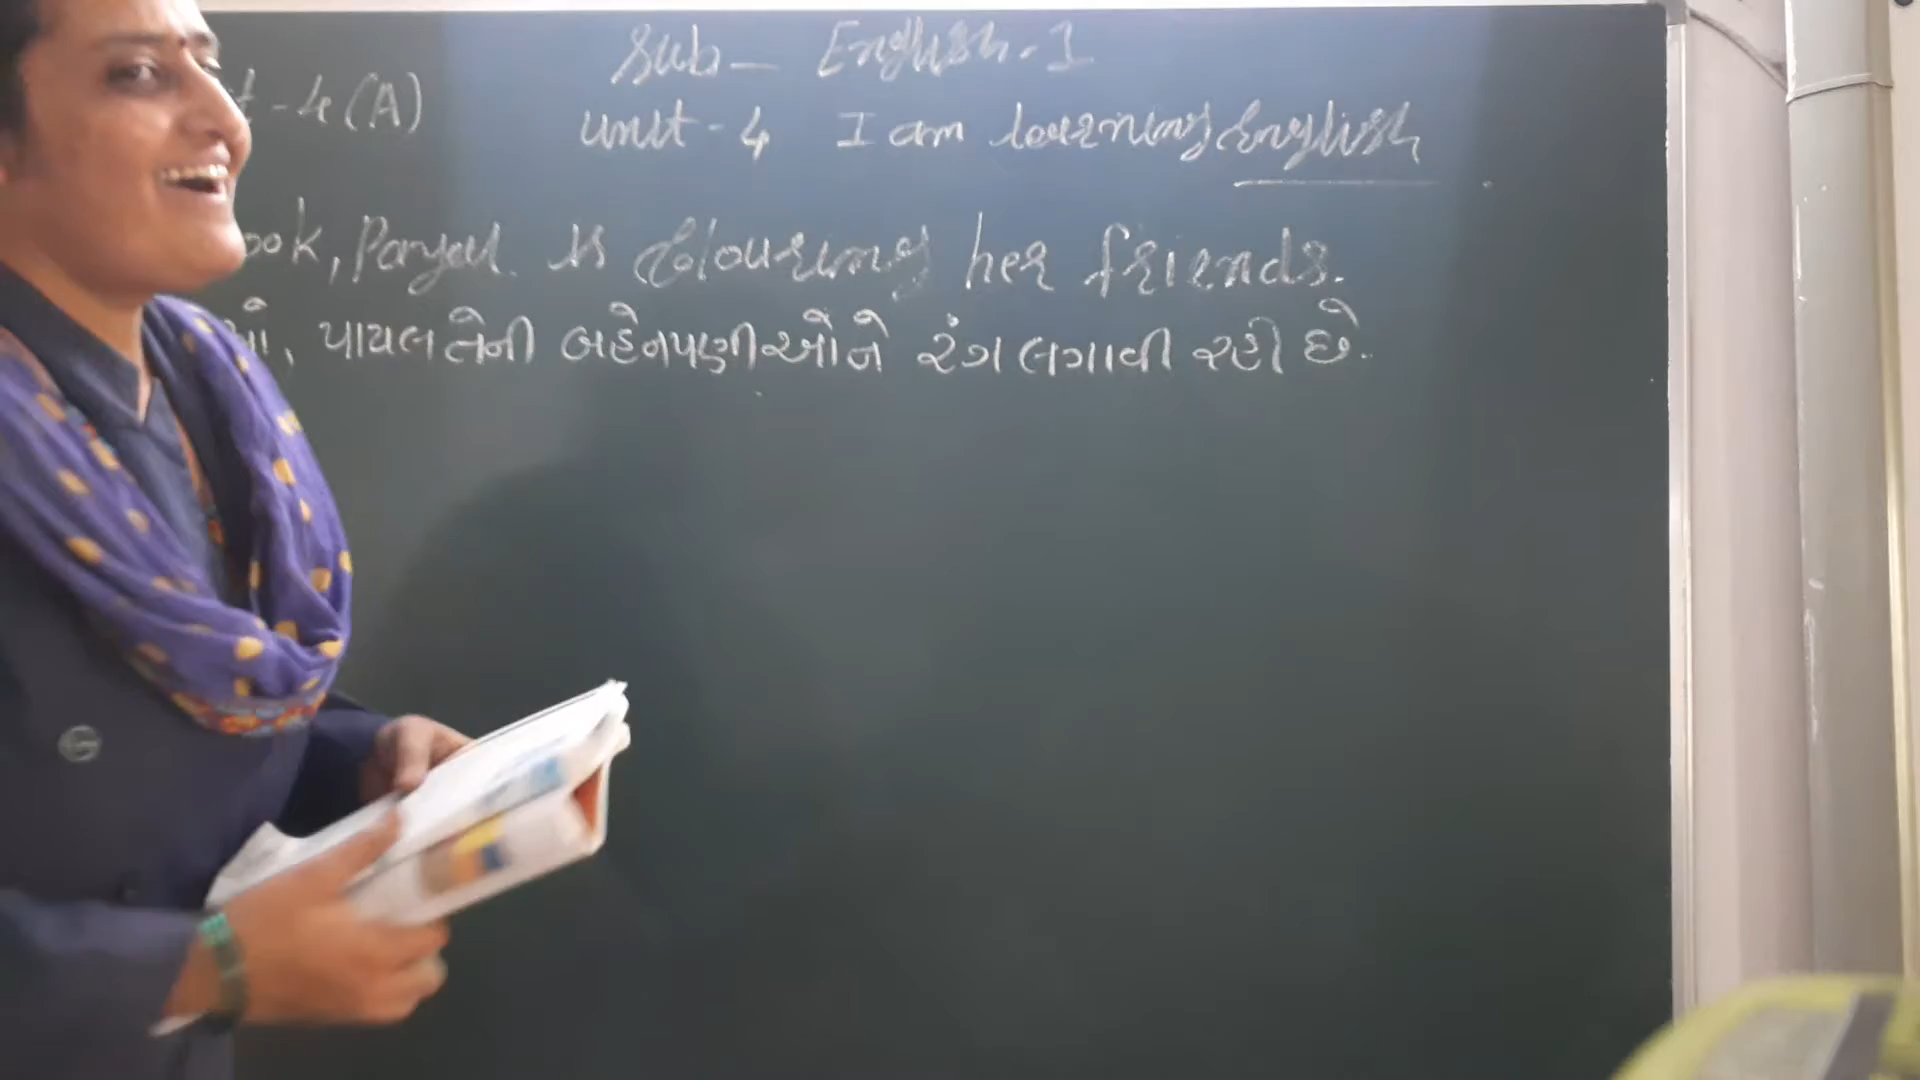 Sub- English-1
t-4(A)
unit-4 I am learning English
ook, Payal is Colouring her friends.
પાયલ તેની બહેનપણીઓને રંગ લગાવી રહી છે.